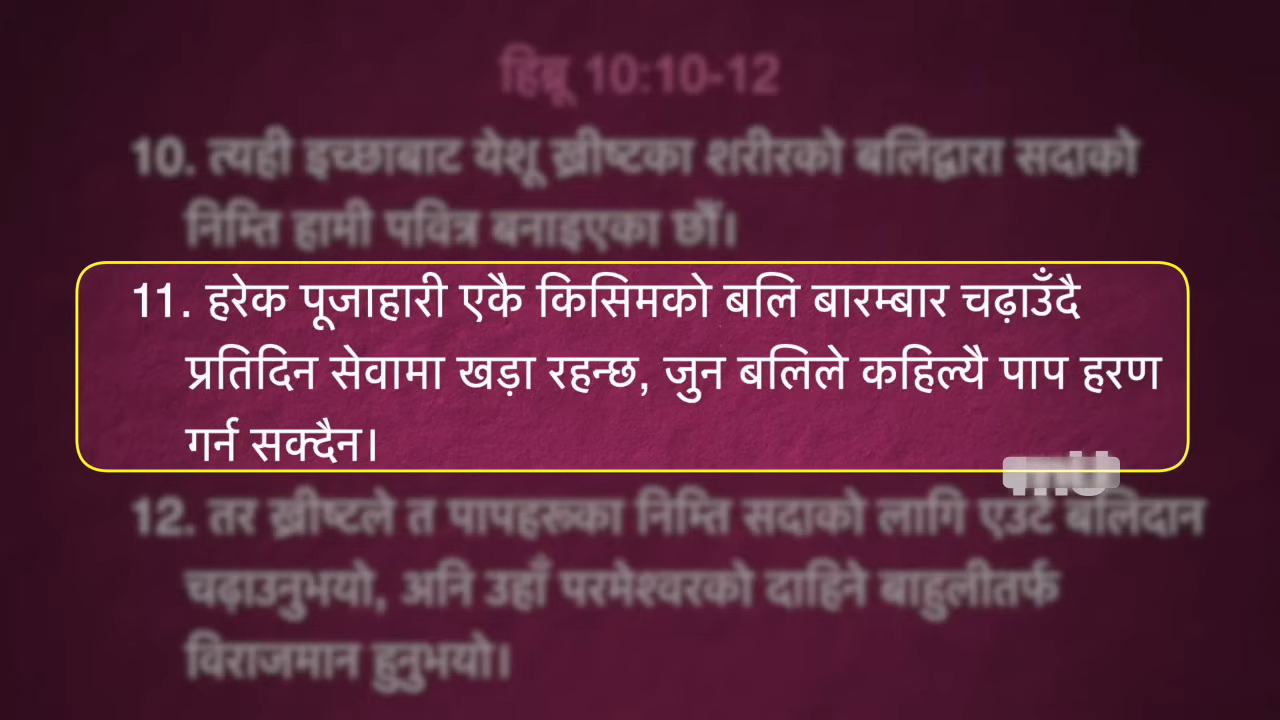 हिब्रू 10:10-12
10. त्यही इच्छाबाट येशू ख्रीष्टका शरीरको बलिद्वारा सदाको
निम्ति हामी पवित्र बनाइएका छौं।
11. हरेक पूजाहारी एकै किसिमको बलि बारम्बार चढ़ाउँदै
प्रतिदिन सेवामा खड़ा रहन्छ, जुन बलिले कहिल्यै पाप हरण
गर्न सक्दैन।
12. तर ख्रीष्टले त पापहरूका निम्ति सदाको लागि एउटै बलिदान
चढ़ाउनुभयो, अनि उहाँ परमेश्वरको दाहिने बाहुलीतर्फ
विराजमान हुनुभयो।